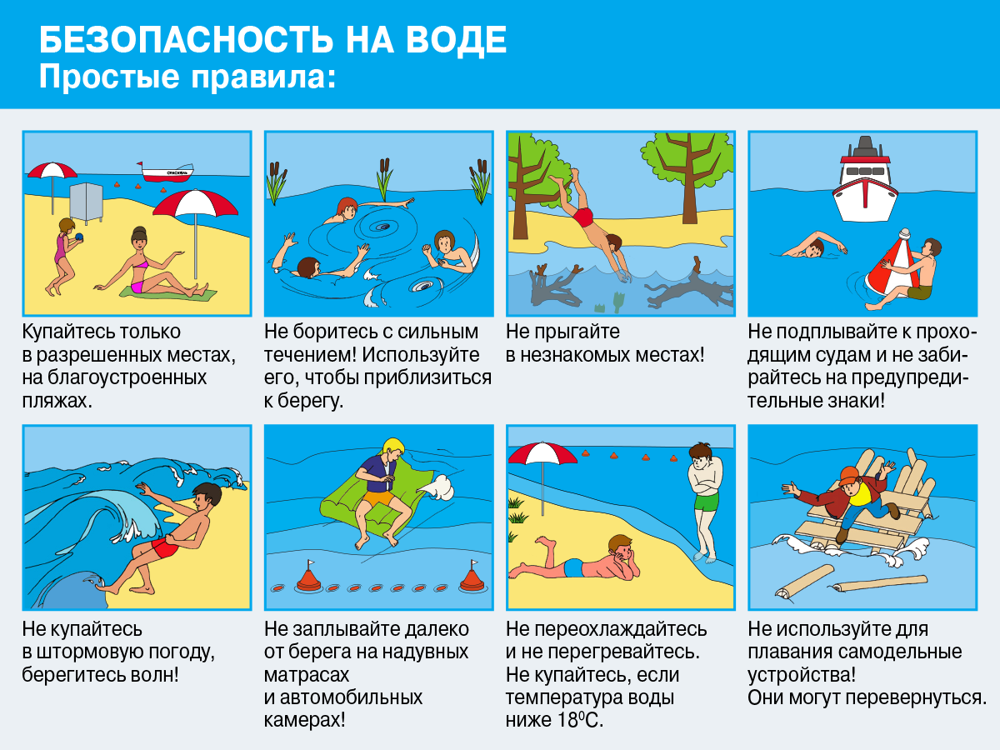 БЕЗОПАСНОСТЬ НА ВОДЕ
Простые правила:
Купайтесь только
в разрешенных местах,
на благоустроенных
пляжах.
Не боритесь с сильным
течением! Используйте
его, чтобы приблизиться
к берегу.
Не прыгайте
в незнакомых местах!
Не подплывайте к прохо-
дящим судам и не заби-
райтесь на предупреди-
тельные знаки!
Не купайтесь
в штормовую погоду,
берегитесь волн!
Не заплывайте далеко
от берега на надувных
матрасах
и автомобильных
камерах!
Не переохлаждайтесь
и не перегревайтесь.
Не купайтесь, если
температура воды
ниже 18⁰С.
Не используйте для
плавания самодельные
устройства!
Они могут перевернуться.